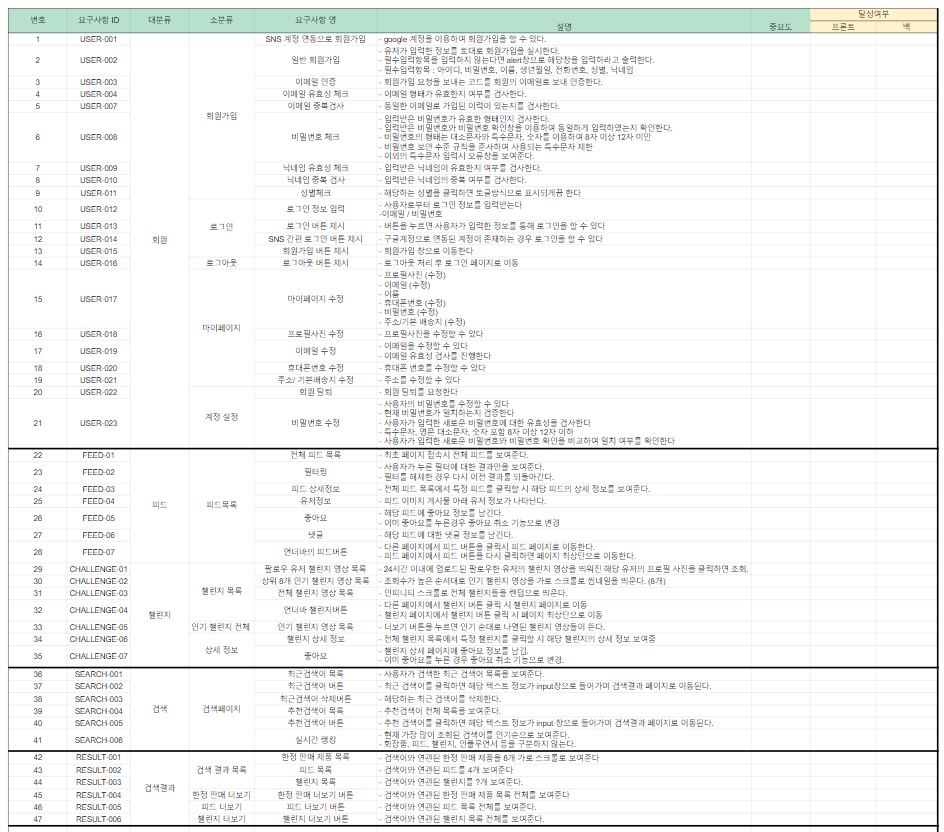 번호 요구사항 ID 대분류 소분류 요구사항 명 설명 중요도 달성여부
프론트 백
1 USER-001 SNS 계정 연동으로 회원가입 - google 계정을 이용하여 회원가입을 할 수 있다.
2 USER-002 일반 회원가입 - 유저가 입력한 정보를 토대로 회원가입을 실시한다.
- 필수입력항목을 입력하지 않는다면 alert창으로 해당창을 입력하라고 출력한다.
- 필수입력항목 : 아이디, 비밀번호, 이름, 생년월일, 전화번호, 성별, 닉네임
3 USER-003 이메일 인증 - 회원가입 요청을 보내는 코드를 회원의 이메일로 보내 인증한다.
4 USER-004 이메일 유효성 체크 - 이메일 형태가 유효한지 여부를 검사한다.
5 USER-007 이메일 중복검사 - 동일한 이메일로 가입된 이력이 있는지를 검사한다.
회원가입
6 USER-008 비밀번호 체크 - 입력받은 비밀번호가 유효한 형태인지 검사한다.
- 입력받은 비밀번호와 비밀번호 확인창을 이용하여 동일하게 입력하였는지 확인한다.
- 비밀번호의 형태는 대소문자와 특수문자, 숫자를 이용하여 8자 이상 12자 미만
- 비밀번호 보안 수준 규칙을 준사하여 사용되는 특수문자 제한
- 이외의 특수문자 입력시 오류창을 보여준다.
7 USER-009 닉네임 유효성 체크 - 입력받은 닉네임이 유효한지 여부를 검사한다.
8 USER-010 닉네임 중복 검사 - 입력받은 닉네임의 중복 여부를 검사한다.
9 USER-011 성별체크 - 해당하는 성별을 클릭하면 토글방식으로 표시되게끔 한다
10 USER-012 로그인 정보 입력 - 사용자로부터 로그인 정보를 입력받는다
-이메일 / 비밀번호
11 USER-013 로그인 로그인 버튼 제시 - 버튼을 누르면 사용자가 입력한 정보를 통해 로그인을 할 수 있다
12 USER-014 회원 SNS 간편 로그인 버튼 제시 - 구글계정으로 연동된 계정이 존재하는 경우 로그인을 할 수 있다
13 USER-015 회원가입 버튼 제시 - 회원가입 창으로 이동한다
14 USER-016 로그아웃 로그아웃 버튼 제시 - 로그아웃 처리 후 로그인 페이지로 이동
15 USER-017 마이페이지 수정 - 프로필사진 (수정)
- 이메일 (수정)
- 이름
- 휴대폰번호 (수정)
- 비밀번호 (수정)
- 주소/기본 배송지 (수정)
16 USER-018 마이페이지 프로필사진 수정 - 프로필사진을 수정할 수 있다
17 USER-019 이메일 수정 - 이메일을 수정할 수 있다
- 이메일 유효성 검사를 진행한다
18 USER-020 휴대폰번호 수정 - 휴대폰 번호를 수정할 수 있다
19 USER-021 주소/ 기본배송지 수정 - 주소를 수정할 수 있다
20 USER-022 회원 탈퇴 - 회원 탈퇴를 요청한다
21 USER-023 계정 설정 비밀번호 수정 - 사용자의 비밀번호를 수정할 수 있다
- 현재 비밀번호가 일치하는지 검증한다
- 사용자가 입력한 새로운 비밀번호에 대한 유효성을 검사한다
- 특수문자, 영문 대소문자, 숫자 포함 8자 이상 12자 이하
- 사용자가 입력한 새로운 비밀번호와 비밀번호 확인을 비교하여 일치 여부를 확인한다
22 FEED-01 전체 피드 목록 - 최초 페이지 접속시 전체 피드를 보여준다.
23 FEED-02 필터링 - 사용자가 누른 필터에 대한 결과만을 보여준다.
- 필터를 해제한 경우 다시 이전 결과를 되돌아간다.
24 FEED-03 피드 상세정보 - 전체 피드 목록에서 특정 피드를 클릭할 시 해당 피드의 상세 정보를 보여준다.
25 FEED-04 피드 피드목록 유저정보 - 피드 이미지 게시물 아래 유저 정보가 나타난다.
26 FEED-05 좋아요 - 해당 피드에 좋아요 정보를 남긴다.
- 이미 좋아요를 누른경우 좋아요 취소 기능으로 변경
27 FEED-06 댓글 - 해당 피드에 대한 댓글 정보를 남긴다.
28 FEED-07 언더바의 피드버튼 - 다른 페이지에서 피드 버튼을 클릭시 피드 페이지로 이동한다.
- 피드 페이지에서 피드 버튼을 다시 클릭하면 페이지 최상단으로 이동한다.
29 CHALLENGE-01 팔로우 유저 챌린지 영상 목록 - 24시간 이내에 업로드된 팔로우한 유저의 챌린지 영상을 띄워진 해당 유저의 프로필 사진을 클릭하면 조회.
30 CHALLENGE-02 상위 8개 인기 챌린지 영상 목록 - 조회수가 높은 순서대로 인기 챌린지 영상을 가로 스크롤로 썸네일을 띄운다. (8개)
31 CHALLENGE-03 챌린지 목록 전체 챌린지 영상 목록 - 인피니티 스크롤로 전체 챌린지들을 랜덤으로 띄운다.
32 CHALLENGE-04 챌린지 언더바 챌린지버튼 - 다른 페이지에서 챌린지 버튼 클릭 시 챌린지 페이지로 이동
- 챌린지 페이지에서 챌린지 버튼 클릭 시 페이지 최상단으로 이동
33 CHALLENGE-05 인기 챌린지 전체 인기 챌린지 영상 목록 - 더보기 버튼을 누르면 인기 순대로 나열된 챌린지 영상들이 뜬다.
34 CHALLENGE-06 챌린지 상세 정보 - 전체 챌린지 목록에서 특정 챌린지를 클릭할 시 해당 챌린지의 상세 정보 보여줌
상세 정보
35 CHALLENGE-07 좋아요 - 챌린지 상세 페이지에 좋아요 정보를 남김.
- 이미 좋아요를 누른 경우 좋아요 취소 기능으로 변경.
36 SEARCH-001 최근검색어 목록 - 사용자가 검색한 최근 검색어 목록을 보여준다.
37 SEARCH-002 최근검색어 버튼 - 최근 검색어를 클릭하면 해당 텍스트 정보가 input창으로 들어가며 검색결과 페이지로 이동된다.
38 SEARCH-003 최근검색어 삭제버튼 - 해당하는 최근 검색어를 삭제한다.
39 SEARCH-004 검색 검색페이지 추천검색어 목록 - 추천검색어 전체 목록을 보여준다.
40 SEARCH-005 추천검색어 버튼 - 추천 검색어를 클릭하면 해당 텍스트 정보가 input 창으로 들어가며 검색결과 페이지로 이동된다.
41 SEARCH-006 실시간 랭킹 - 현재 가장 많이 조회된 검색어를 인기순으로 보여준다.
- 화장품, 피드, 챌린지, 인플루언서 등을 구분하지 않는다.
42 RESULT-001 한정 판매 제품 목록 - 검색어와 연관된 한정 판매 제품을 8개 가로 스크롤로 보여준다
43 RESULT-002 검색 결과 목록 피드 목록 - 검색어와 연관된 피드를 4개 보여준다
44 RESULT-003 챌린지 목록 - 검색어와 연관된 챌린지를 ?개 보여준다.
검색결과
45 RESULT-004 한정 판매 더보기 한정 판매 더보기 버튼 - 검색어와 연관된 한정 판매 제품 목록 전체를 보여준다
46 RESULT-005 피드 더보기 피드 더보기 버튼 - 검색어와 연관된 피드 목록 전체를 보여준다.
47 RESULT-006 챌린지 더보기 챌린지 더보기 버튼 - 검색어와 연관된 챌린지 목록 전체를 보여준다.